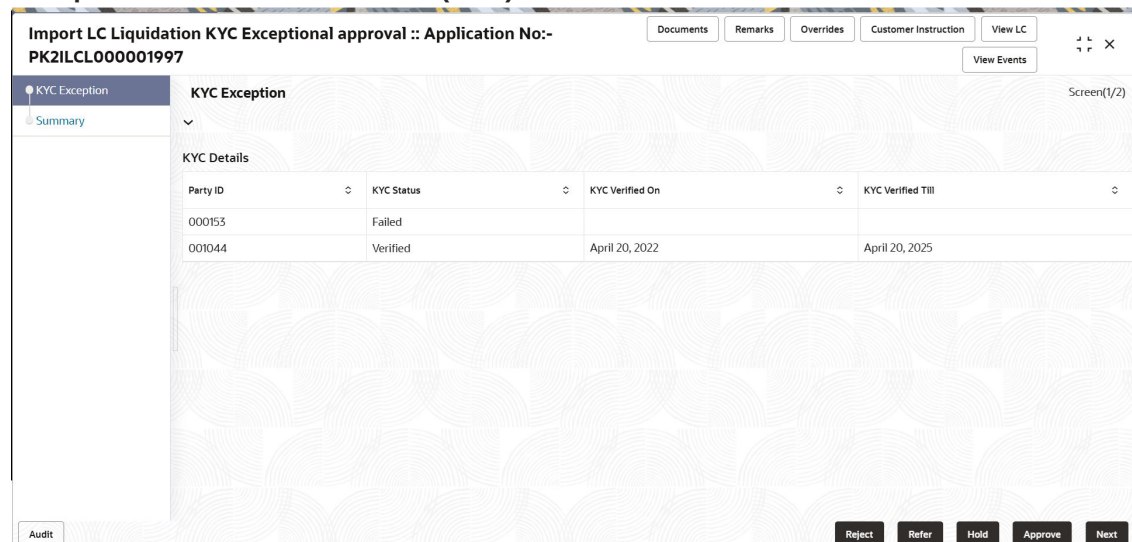 Import LC Liquidation KYC Exceptional approval :: Application No:-
PK2ILCL000001997
Documents Remarks Overrides Customer Instruction View LC
View Events
KYC Exception
Summary
KYC Exception Screen(1/2)
KYC Details
Party ID KYC Status KYC Verified On KYC Verified Till
000153 Failed
001044 Verified April 20, 2022 April 20, 2025
Audit Reject Refer Hold Approve Next